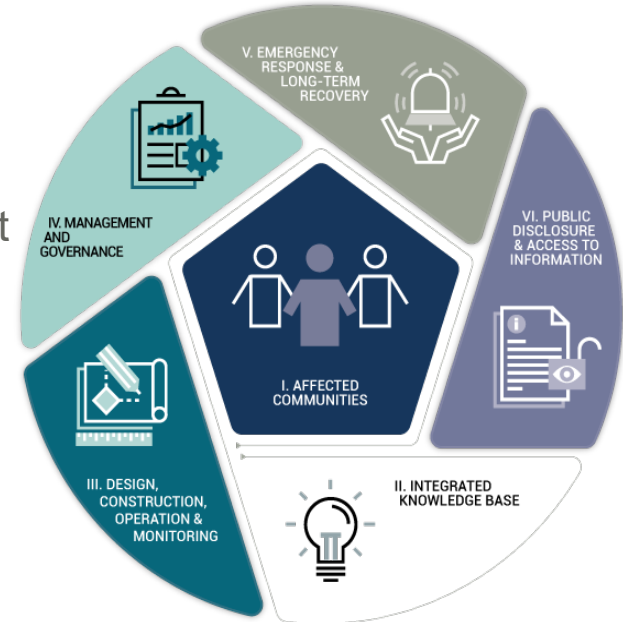 V. EMERGENCY
RESPONSE &
LONG-TERM
RECOVERY
IV. MANAGEMENT
AND
GOVERNANCE
t
VI. PUBLIC
DISCLOSURE
& ACCESS TO
INFORMATION
i
I. AFFECTED
COMMUNITIES
III. DESIGN,
CONSTRUCTION,
OPERATION &
MONITORING
II. INTEGRATED
KNOWLEDGE BASE